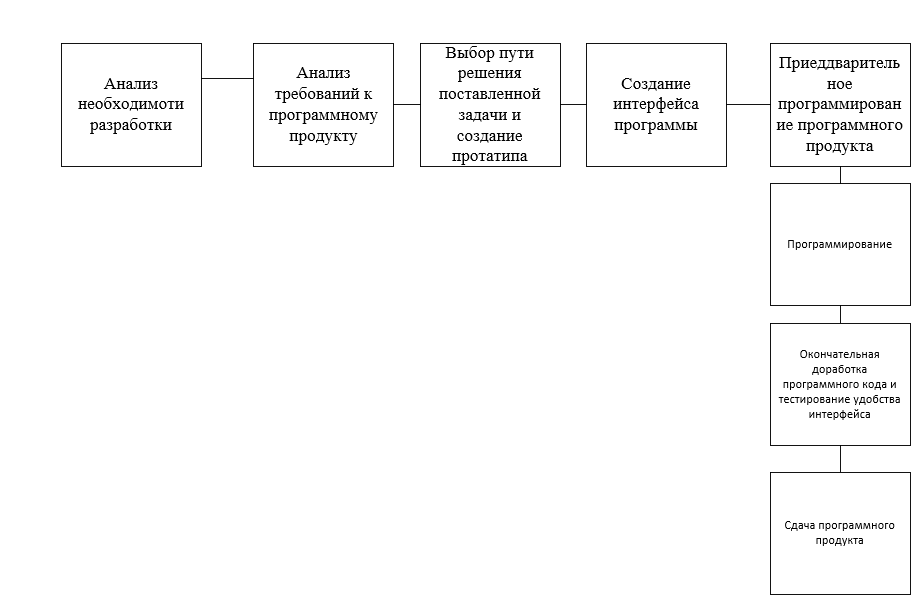 Анализ
необходимоти
разработки
Анализ
требований к
программному
продукту
Выбор пути
решения
поставленной
задачи и
создание
протатипа
Создание
интерфейса
программы
Приеддваритель
ное
программирован
ие программного
продукта
Программирование
Окончательная
доработка
программного кода и
тестирование удобства
интерфейса
Сдача программного
продукта